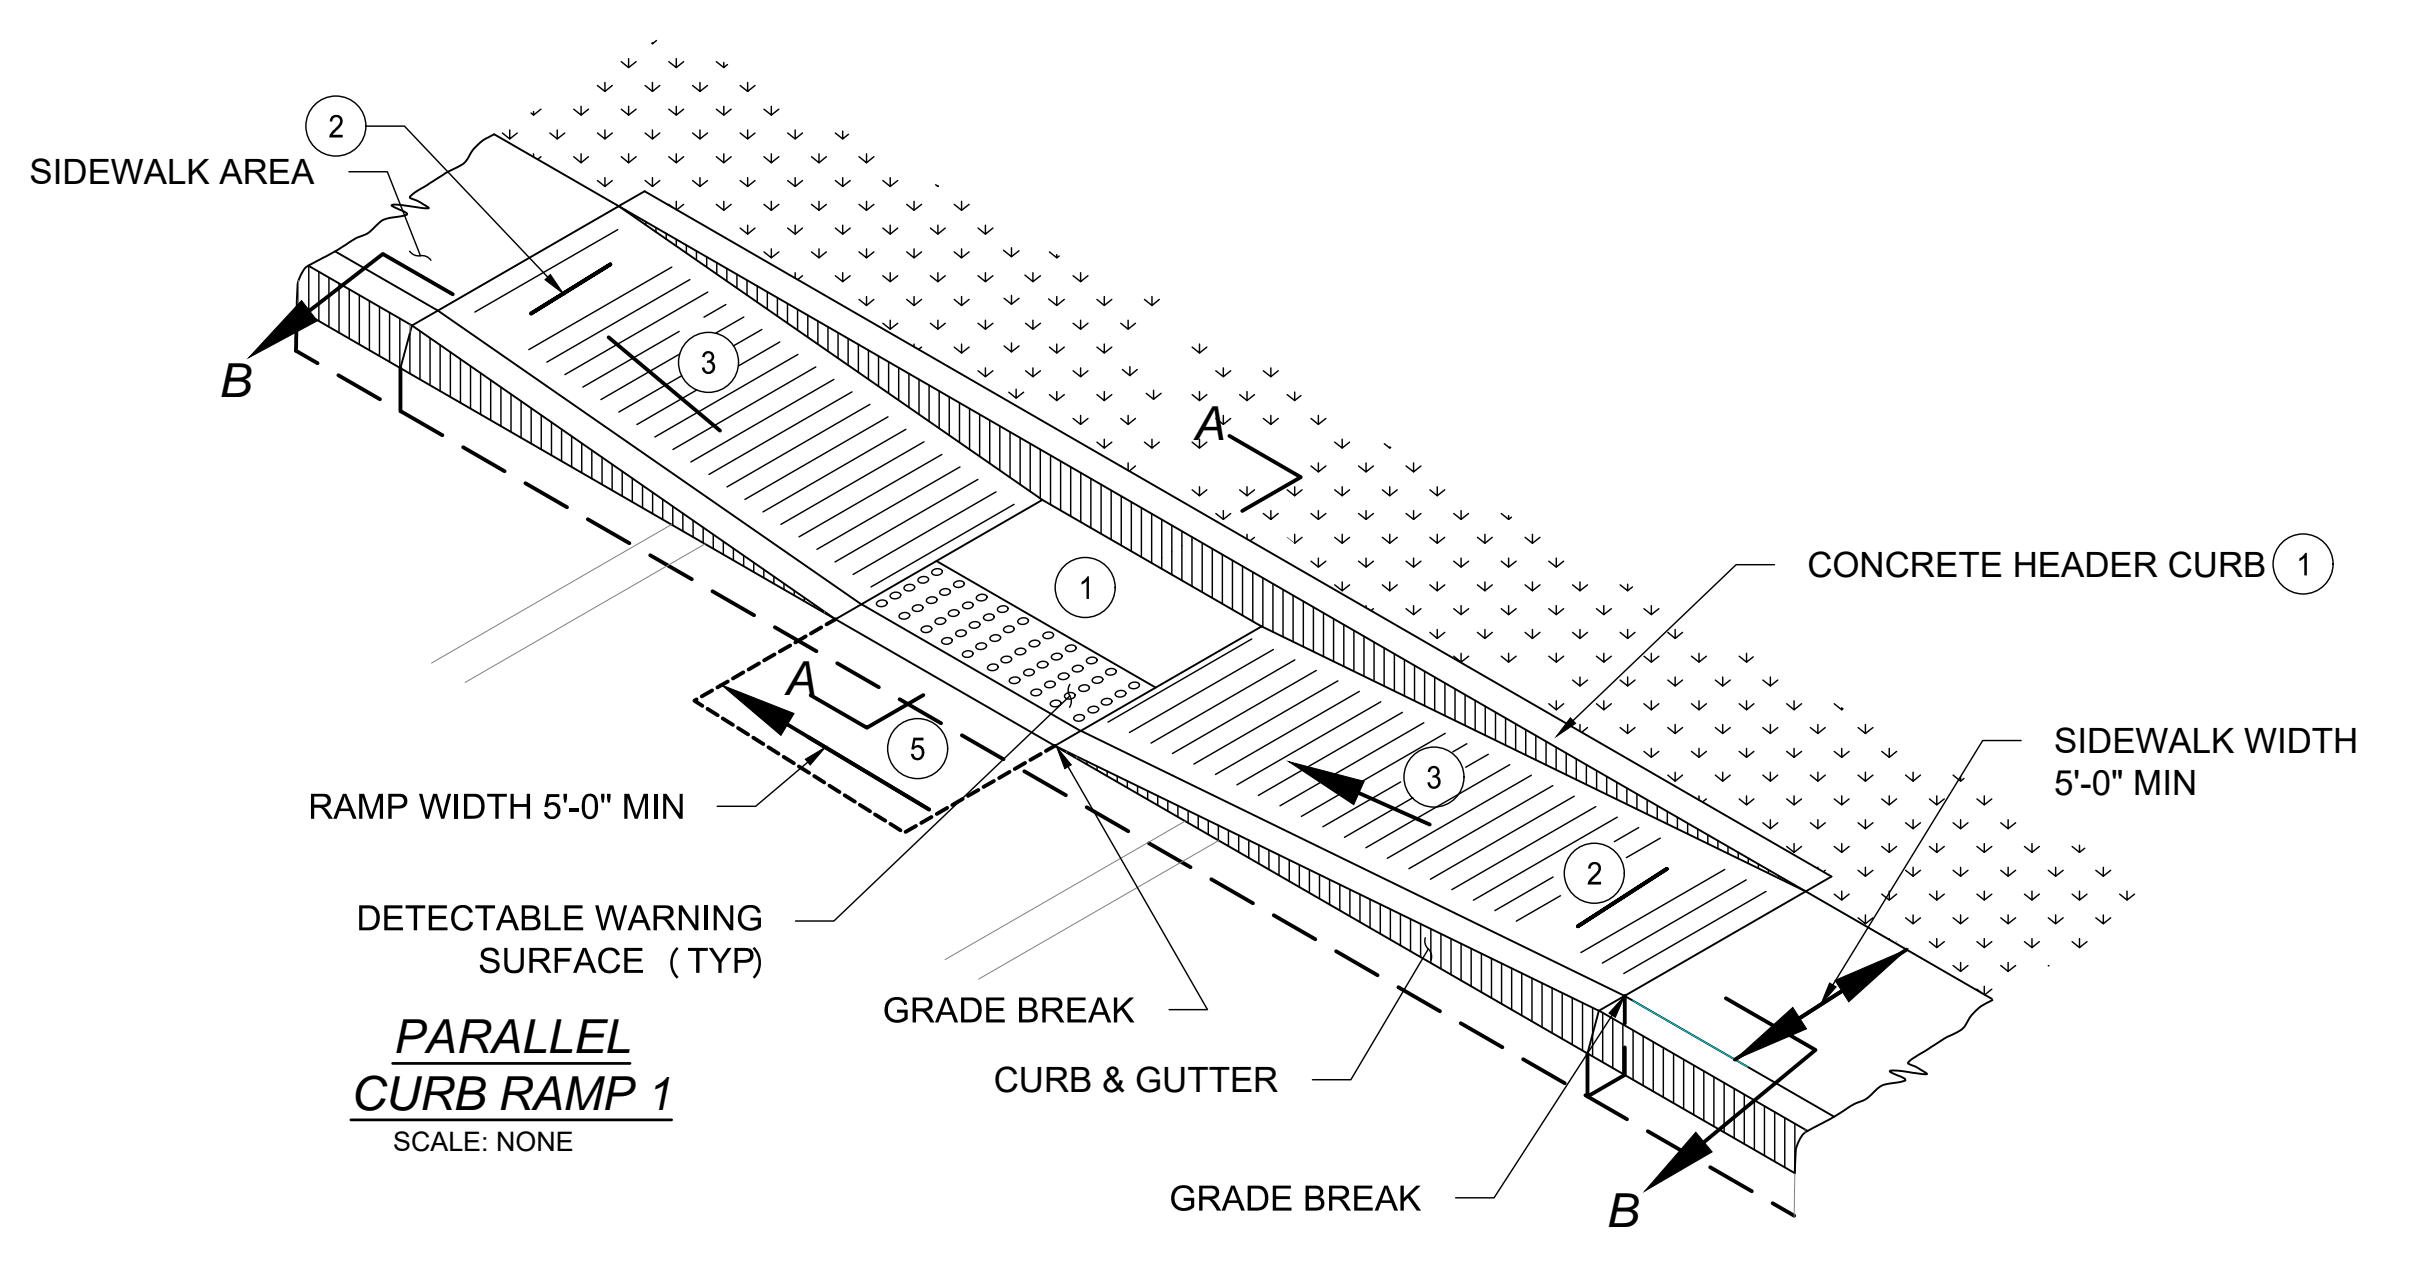 2
SIDEWALK AREA
3
B
A
1
CONCRETE HEADER CURB 1
A
5
3
SIDEWALK WIDTH
5'-0" MIN
RAMP WIDTH 5'-0" MIN
2
DETECTABLE WARNING
SURFACE ( TYP)
GRADE BREAK
PARALLEL
CURB RAMP 1
SCALE: NONE
CURB & GUTTER
GRADE BREAK
B